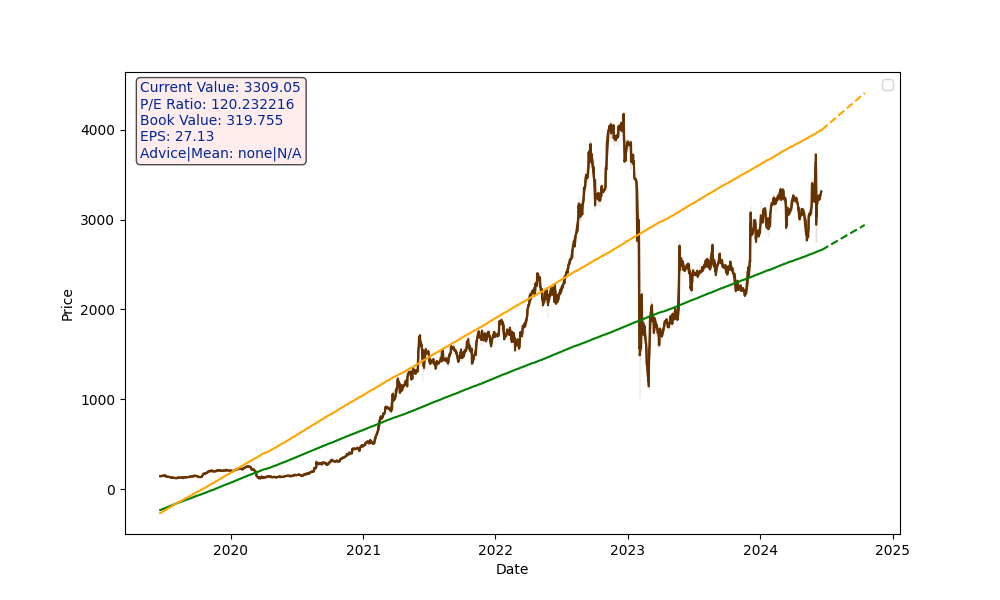 Current Value: 3309.05
P/E Ratio: 120.232216
Book Value: 319.755
EPS: 27.13
Advice|Mean: none|N/A
4000
3000
2000
1000
0
Price
2020 2021 2022 2023 2024 2025
Date